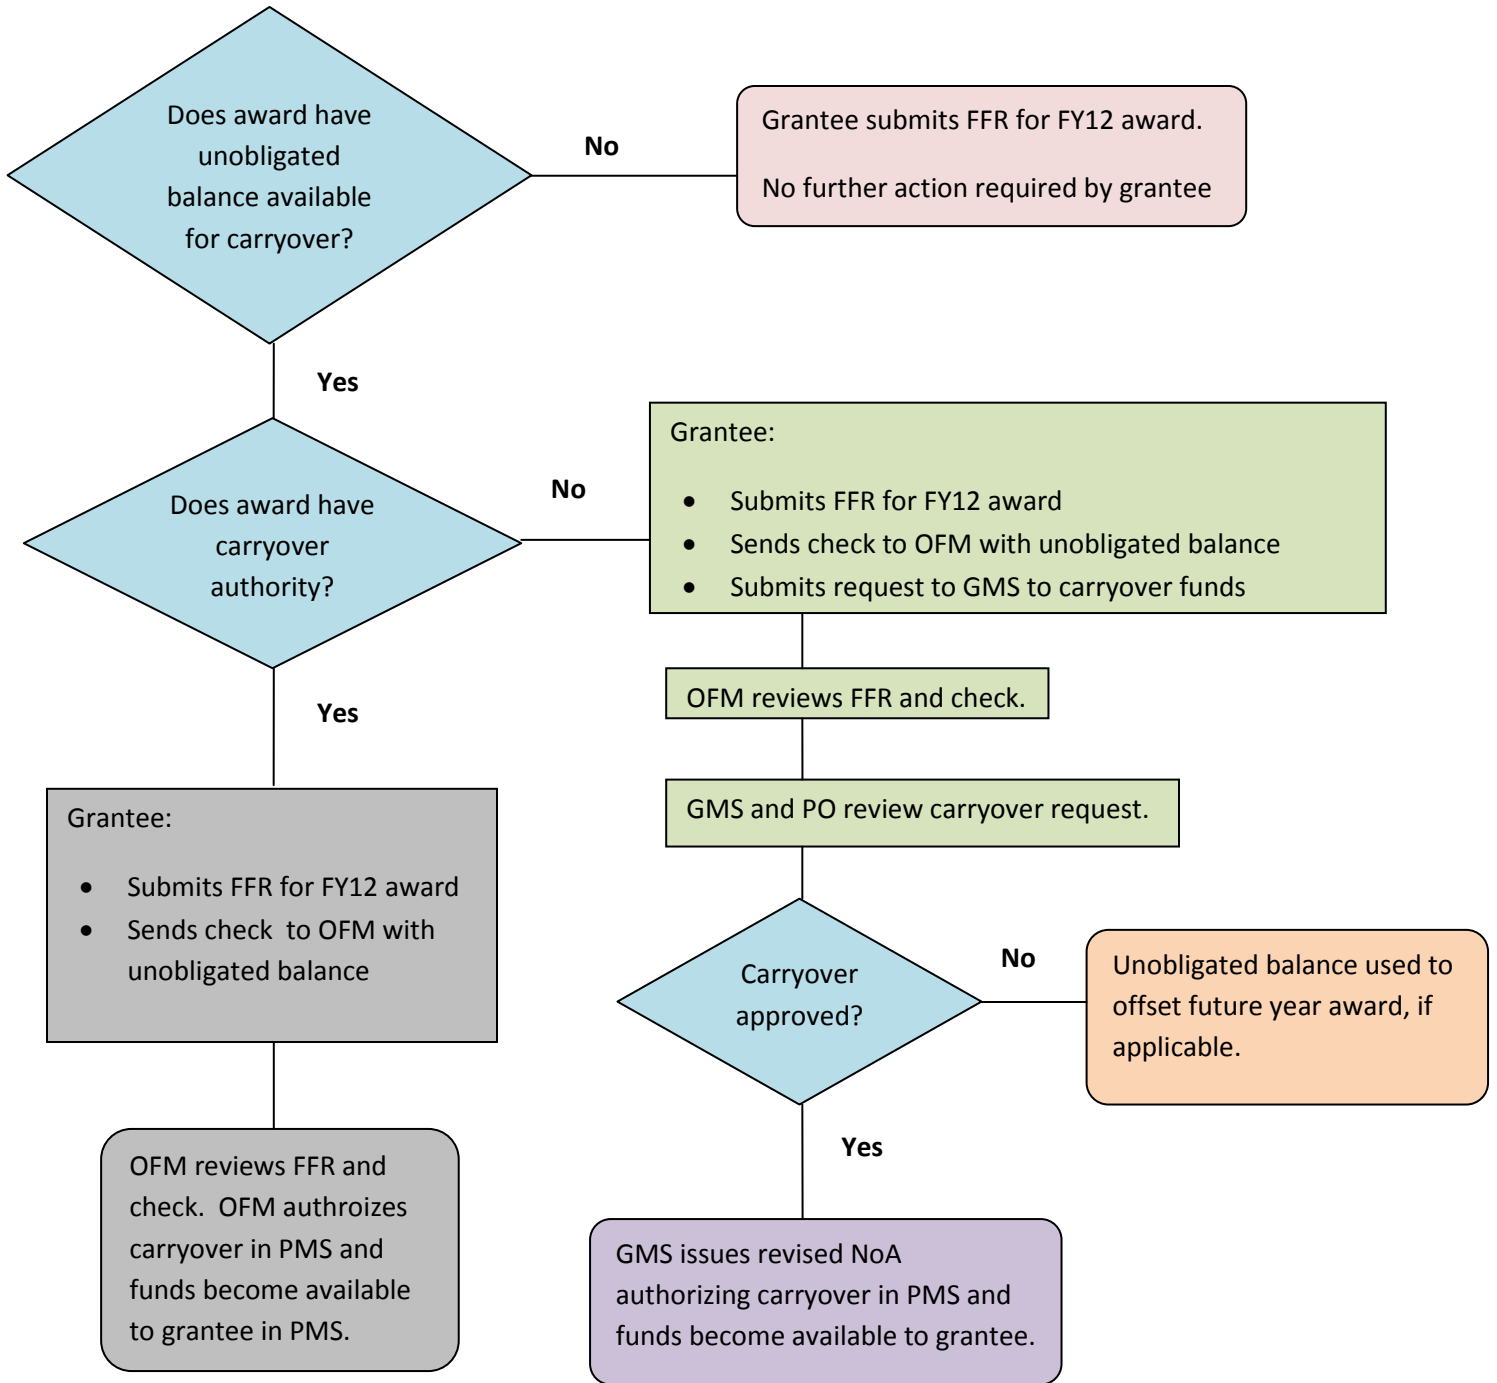 Does award have
unobligated
balance available
for carryover?
No
Grantee submits FFR for FY12 award.
No further action required by grantee
Yes
Does award have
carryover
authority?
No
Grantee:
• Submits FFR for FY12 award
• Sends check to OFM with unobligated balance
• Submits request to GMS to carryover funds
Yes
OFM reviews FFR and check.
GMS and PO review carryover request.
Grantee:
• Submits FFR for FY12 award
• Sends check to OFM with
unobligated balance
Carryover
approved?
No
Unobligated balance used to
offset future year award, if
applicable.
Yes
OFM reviews FFR and
check. OFM authroizes
carryover in PMS and
funds become available
to grantee in PMS.
GMS issues revised NoA
authorizing carryover in PMS and
funds become available to grantee.